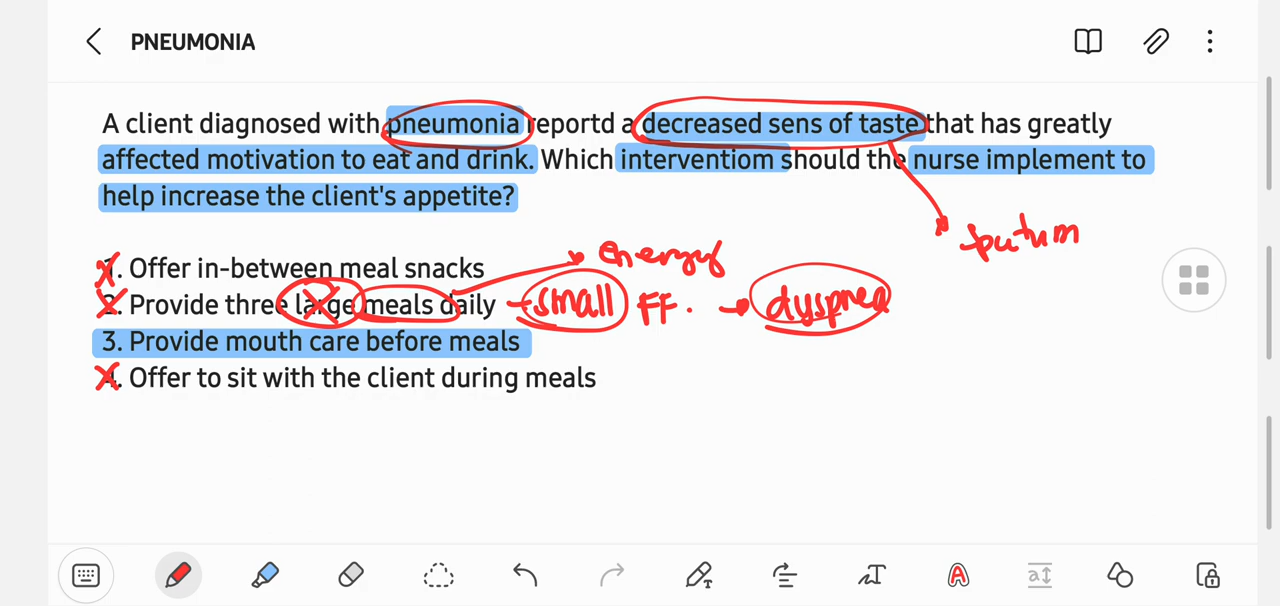 PNEUMONIA
A client diagnosed with pneumonia reportd a decreased sens of taste that has greatly
affected motivation to eat and drink. Which interventiom should the nurse implement to
help increase the client's appetite?
sputum
energy
1. Offer in-between meal snacks
2. Provide three large meals daily small FF. dyspnea
3. Provide mouth care before meals
4. Offer to sit with the client during meals